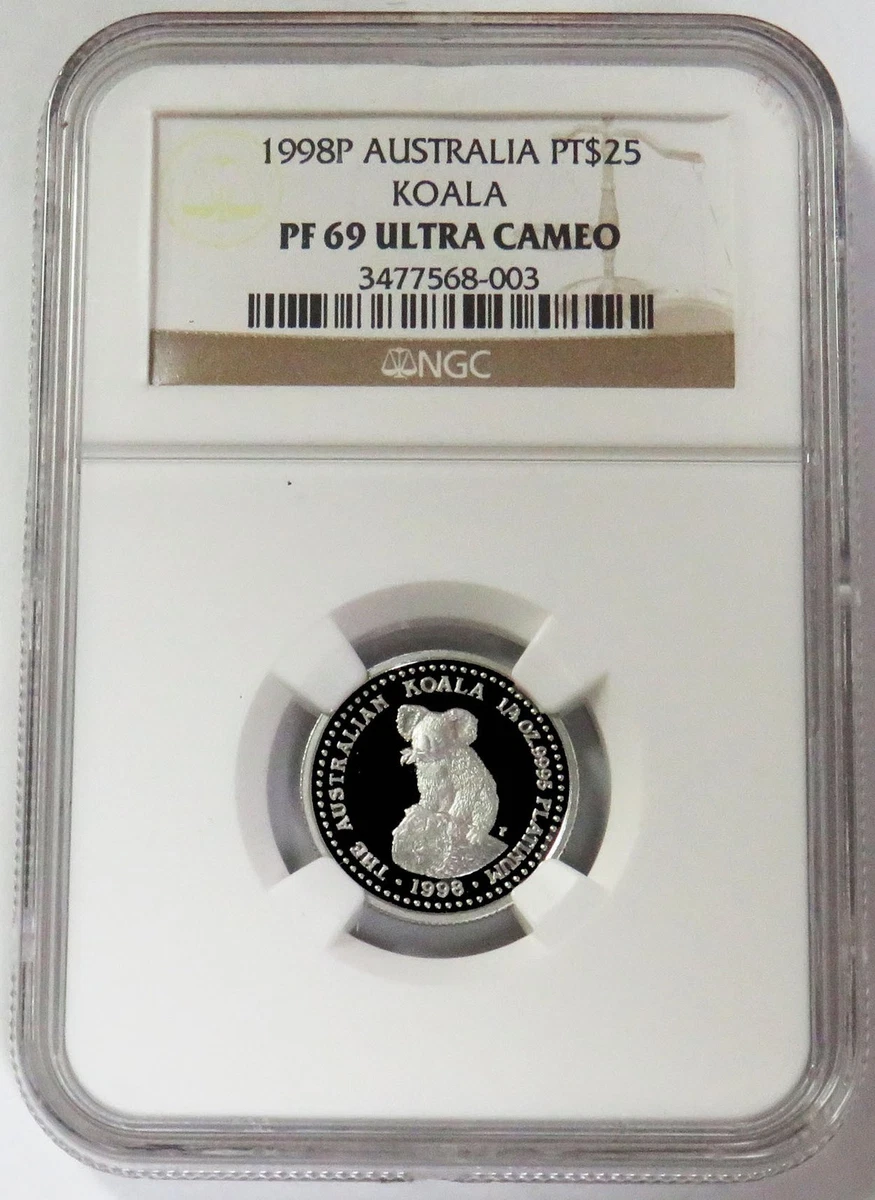 1998P AUSTRALIA PT$25
KOALA
PF 69 ULTRA CAMEO
3477568-003
NGC
THE AUSTRALIAN KOALA 1/4 OZ. .9995 PLATINUM
· 1998 ·